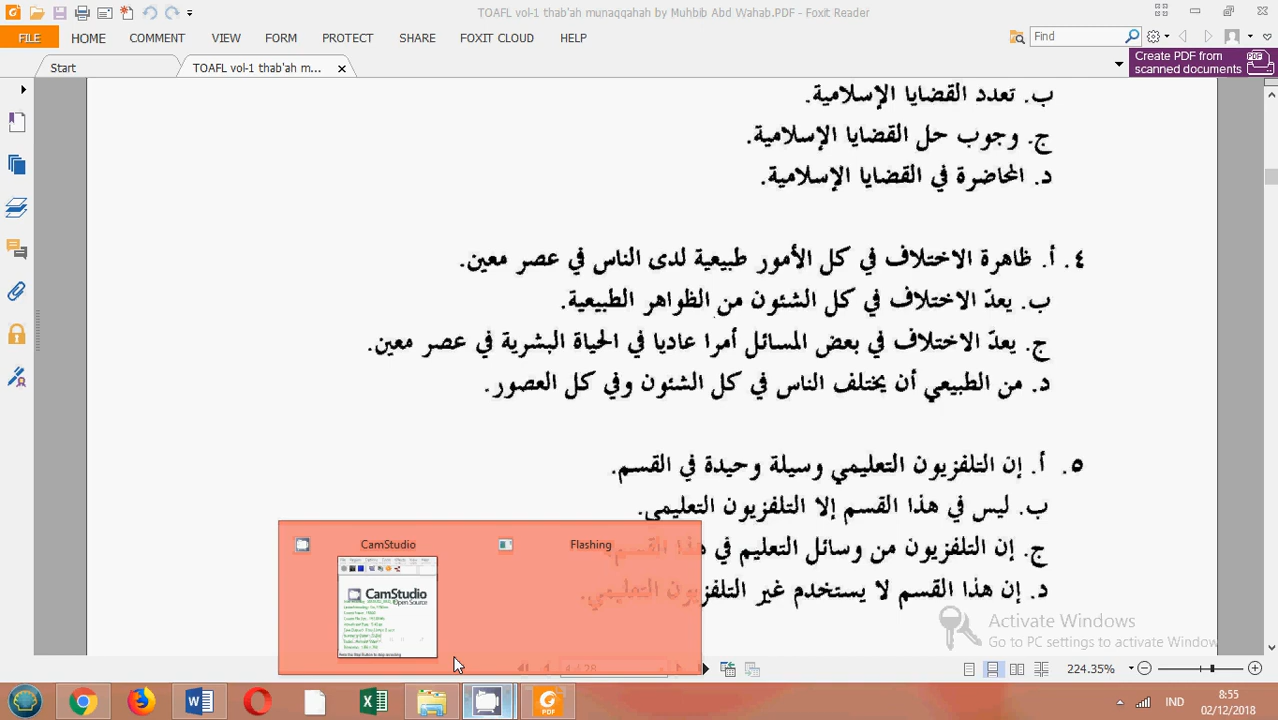 TOAFL vol-1 thab'ah munaqqahah by Muhbib Abd Wahab.PDF - Foxit Reader
FILE HOME COMMENT VIEW FORM PROTECT SHARE FOXIT CLOUD HELP
Find
Start
TOAFL vol-1 thab'ah m...
Create PDF from
scanned documents
ب. تعدد القضايا الإسلامية.
ج. وجوب حل القضايا الإسلامية.
د. المحاضرة في القضايا الإسلامية.
٤. أ. ظاهرة الاختلاف في كل الأمور طبيعية لدى الناس في عصر معين.
ب. يعدّ الاختلاف في كل الشئون من الظواهر الطبيعية.
ج. يعدّ الاختلاف في بعض المسائل أمرا عاديا في الحياة البشرية في عصر معين.
د. من الطبيعي أن يختلف الناس في كل الشئون وفي كل العصور.
٥. أ. إن التلفزيون التعليمي وسيلة وحيدة في القسم.
ب. ليس في هذا القسم إلا التلفزيون التعليمي.
ج. إن التلفزيون من وسائل التعليم في هذا القسم.
د. إن هذا القسم لا يستخدم غير التلفزيون التعليمي.
CamStudio
Flashing
CamStudio
Open Source
Activate Windows
Go to PC settings to activate Window
4 / 28
224.35%
IND
8:55
02/12/2018